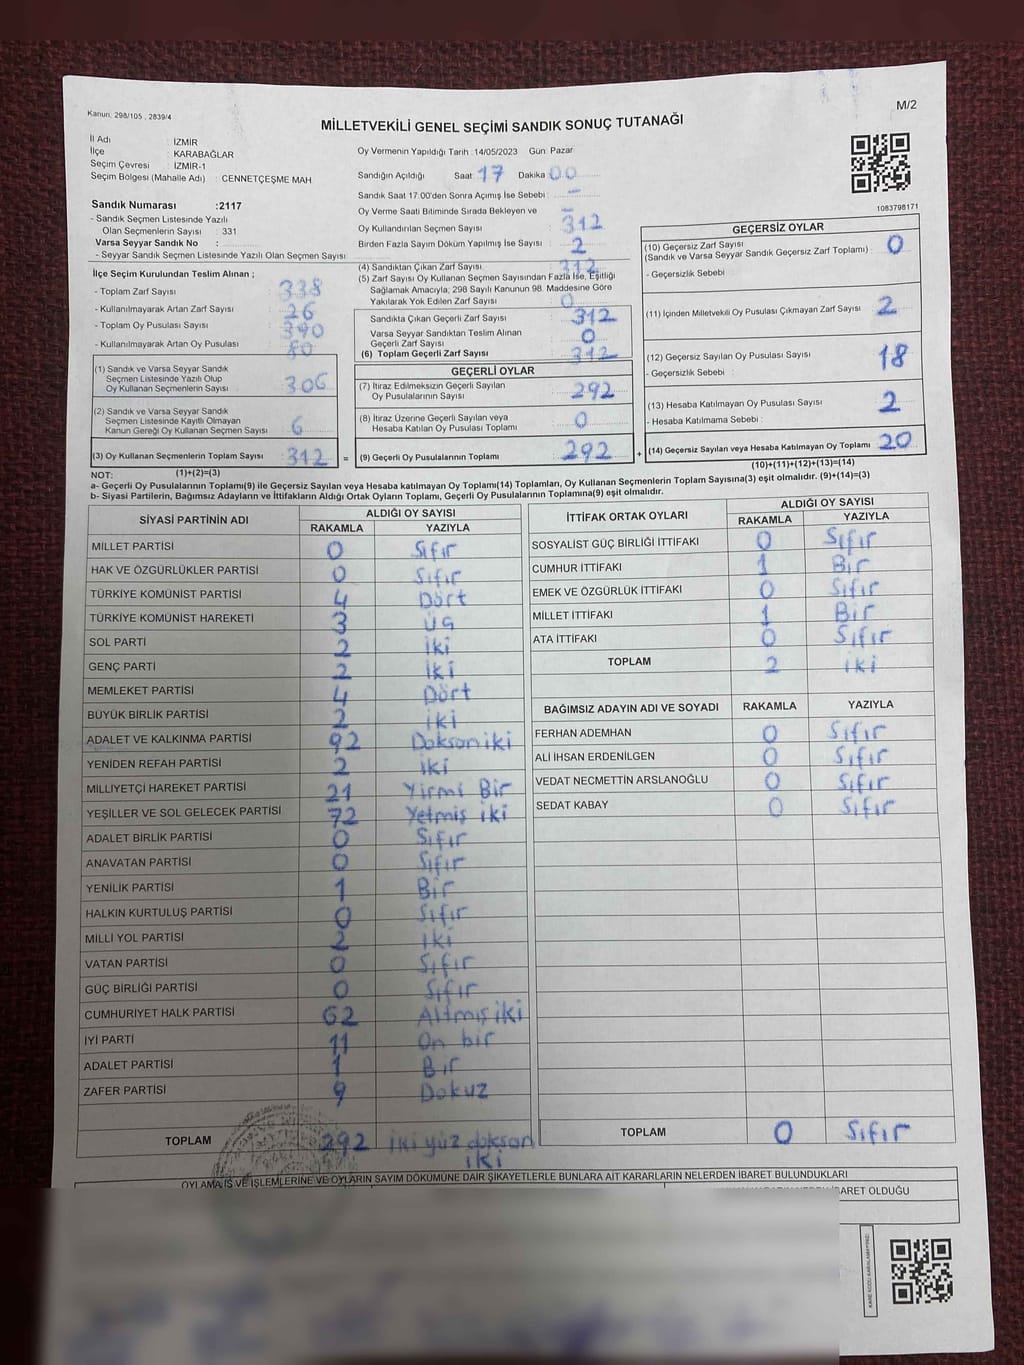 Kanun, 298/105 , 2839/4
M/2
MİLLETVEKİLİ GENEL SEÇİMİ SANDIK SONUÇ TUTANAĞI
İl Adı : İZMİR
İlçe : KARABAĞLAR
Seçim Çevresi : İZMİR-1
Seçim Bölgesi (Mahalle Adı) : CENNETÇEŞME MAH
Sandık Numarası :2117
- Sandık Seçmen Listesinde Yazılı
Olan Seçmenlerin Sayısı : 331
Varsa Seyyar Sandık No :
- Seyyar Sandık Seçmen Listesinde Yazılı Olan Seçmen Sayısı
Oy Vermenin Yapıldığı Tarih :14/05/2023 Gün: Pazar
Sandığın Açıldığı Saat 17 Dakika 00
Sandık Saat 17.00'den Sonra Açımış İse Sebebi : -
Oy Verme Saati Bitiminde Sırada Bekleyen ve -
Oy Kullandırılan Seçmen Sayısı : 312
Birden Fazla Sayım Döküm Yapılmış İse Sayısı : 2
1083798171
İlçe Seçim Kurulundan Teslim Alınan ;
- Toplam Zarf Sayısı : 338
- Kullanılmayarak Artan Zarf Sayısı : 26
- Toplam Oy Pusulası Sayısı : 390
- Kullanılmayarak Artan Oy Pusulası : 80
(1) Sandık ve Varsa Seyyar Sandık
Seçmen Listesinde Yazılı Olup
Oy Kullanan Seçmenlerin Sayısı : 306
(2) Sandık ve Varsa Seyyar Sandık
Seçmen Listesinde Kayıtlı Olmayan
Kanun Gereği Oy Kullanan Seçmen Sayısı : 6
(3) Oy Kullanan Seçmenlerin Toplam Sayısı : 312 =
(1)+(2)=(3)
(4) Sandıktan Çıkan Zarf Sayısı : 312
(5) Zarf Sayısı Oy Kullanan Seçmen Sayısından Fazla İse, Eşitliği
Sağlamak Amacıyla; 298 Sayılı Kanunun 98. Maddesine Göre
Yakılarak Yok Edilen Zarf Sayısı : 0
Sandıkta Çıkan Geçerli Zarf Sayısı : 312
Varsa Seyyar Sandıktan Teslim Alınan
Geçerli Zarf Sayısı : 0
(6) Toplam Geçerli Zarf Sayısı : 312
GEÇERLİ OYLAR
(7) İtiraz Edilmeksizin Geçerli Sayılan
Oy Pusulalarının Sayısı : 292
(8) İtiraz Üzerine Geçerli Sayılan veya
Hesaba Katılan Oy Pusulası Toplamı : 0
(9) Geçerli Oy Pusulalarının Toplamı : 292 +
GEÇERSİZ OYLAR
(10) Geçersiz Zarf Sayısı
(Sandık ve Varsa Seyyar Sandık Geçersiz Zarf Toplamı) : 0
- Geçersizlik Sebebi
(11) İçinden Milletvekili Oy Pusulası Çıkmayan Zarf Sayısı : 2
(12) Geçersiz Sayılan Oy Pusulası Sayısı : 18
- Geçersizlik Sebebi :
(13) Hesaba Katılmayan Oy Pusulası Sayısı : 2
- Hesaba Katılmama Sebebi :
(14) Geçersiz Sayılan veya Hesaba Katılmayan Oy Toplamı : 20
(10)+(11)+(12)+(13)=(14)
NOT:
a- Geçerli Oy Pusulalarının Toplamı(9) ile Geçersiz Sayılan veya Hesaba katılmayan Oy Toplamı(14) Toplamları, Oy Kullanan Seçmenlerin Toplam Sayısına(3) eşit olmalıdır. (9)+(14)=(3)
b- Siyasi Partilerin, Bağımsız Adayların ve İttifakların Aldığı Ortak Oyların Toplamı, Geçerli Oy Pusulalarının Toplamına(9) eşit olmalıdır.
SİYASİ PARTİNİN ADI ALDIĞI OY SAYISI
RAKAMLA YAZIYLA
MİLLET PARTİSİ 0 Sıfır
HAK VE ÖZGÜRLÜKLER PARTİSİ 0 Sıfır
TÜRKİYE KOMÜNİST PARTİSİ 4 Dört
TÜRKİYE KOMÜNİST HAREKETİ 3 Üç
SOL PARTİ 2 iki
GENÇ PARTİ 2 iki
MEMLEKET PARTİSİ 4 Dört
BÜYÜK BİRLİK PARTİSİ 2 iki
ADALET VE KALKINMA PARTİSİ 92 Doksan iki
YENİDEN REFAH PARTİSİ 2 iki
MİLLİYETÇİ HAREKET PARTİSİ 21 Yirmi Bir
YEŞİLLER VE SOL GELECEK PARTİSİ 72 Yetmiş iki
ADALET BİRLİK PARTİSİ 0 Sıfır
ANAVATAN PARTİSİ 0 Sıfır
YENİLİK PARTİSİ 1 Bir
HALKIN KURTULUŞ PARTİSİ 0 Sıfır
MİLLİ YOL PARTİSİ 2 iki
VATAN PARTİSİ 0 Sıfır
GÜÇ BİRLİĞİ PARTİSİ 0 Sıfır
CUMHURİYET HALK PARTİSİ 62 Altmış iki
İYİ PARTİ 11 On bir
ADALET PARTİSİ 1 Bir
ZAFER PARTİSİ 9 Dokuz
TOPLAM 292 iki yüz doksan
iki
İTTİFAK ORTAK OYLARI ALDIĞI OY SAYISI
RAKAMLA YAZIYLA
SOSYALİST GÜÇ BİRLİĞİ İTTİFAKI 0 Sıfır
CUMHUR İTTİFAKI 1 Bir
EMEK VE ÖZGÜRLÜK İTTİFAKI 0 Sıfır
MİLLET İTTİFAKI 1 Bir
ATA İTTİFAKI 0 Sıfır
TOPLAM 2 iki
BAĞIMSIZ ADAYIN ADI VE SOYADI RAKAMLA YAZIYLA
FERHAN ADEMHAN 0 Sıfır
ALİ İHSAN ERDENİLGEN 0 Sıfır
VEDAT NECMETTİN ARSLANOĞLU 0 Sıfır
SEDAT KABAY 0 Sıfır
TOPLAM 0 Sıfır
OYLAMA İŞ VE İŞLEMLERİNE VE OYLARIN SAYIM DÖKÜMÜNE DAİR ŞİKAYETLERLE BUNLARA AİT KARARLARIN NELERDEN İBARET BULUNDUKLARI
OLDUĞU